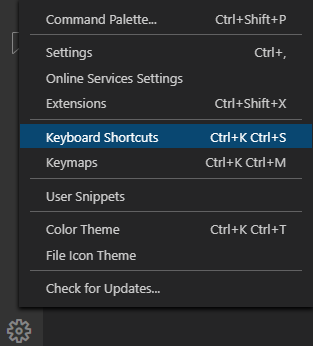 Command Palette... Ctrl+Shift+P
Settings Ctrl+,
Online Services Settings
Extensions Ctrl+Shift+X
Keyboard Shortcuts Ctrl+K Ctrl+S
Keymaps Ctrl+K Ctrl+M
User Snippets
Color Theme Ctrl+K Ctrl+T
File Icon Theme
Check for Updates...